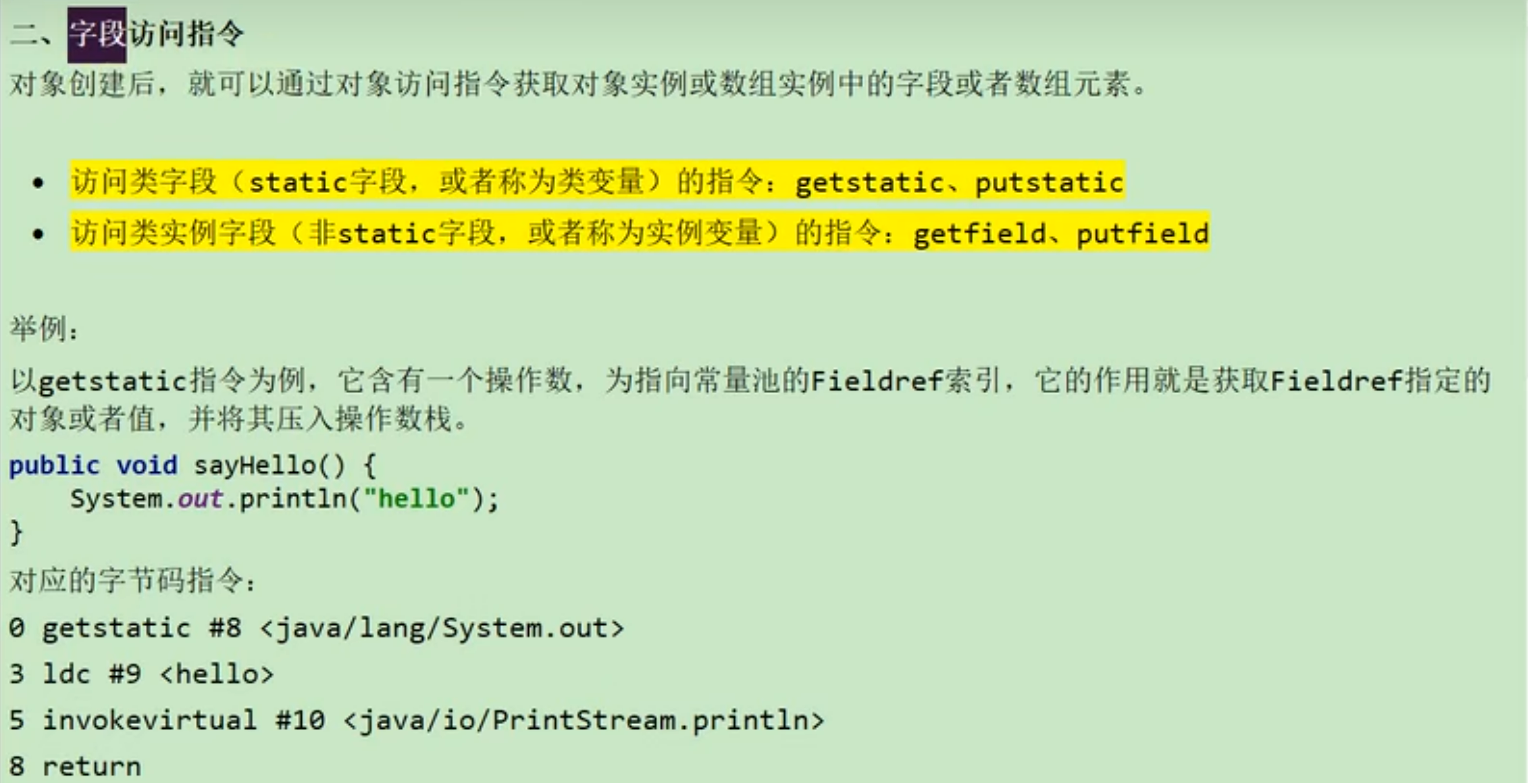 二、字段访问指令
对象创建后，就可以通过对象访问指令获取对象实例或数组实例中的字段或者数组元素。
• 访问类字段（static字段，或者称为类变量）的指令：getstatic、putstatic
• 访问类实例字段（非static字段，或者称为实例变量）的指令：getfield、putfield
举例：
以getstatic指令为例，它含有一个操作数，为指向常量池的Fieldref索引，它的作用就是获取Fieldref指定的
对象或者值，并将其压入操作数栈。
public void sayHello() {
    System.out.println("hello");
}
对应的字节码指令：
0 getstatic #8 <java/lang/System.out>
3 ldc #9 <hello>
5 invokevirtual #10 <java/io/PrintStream.println>
8 return